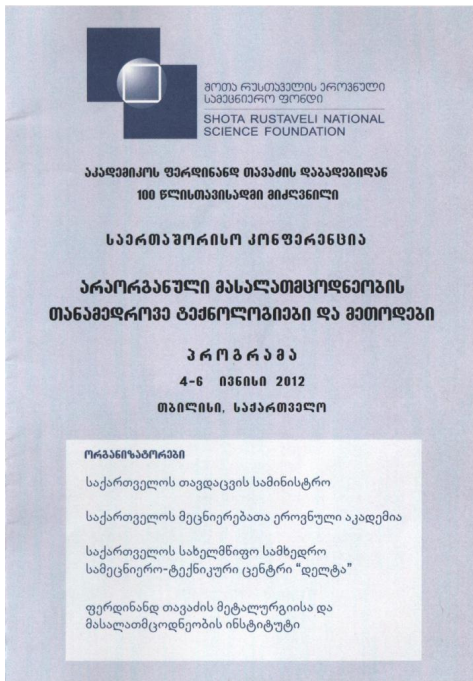 შოთა რუსთაველის ეროვნული
სამეცნიერო ფონდი
SHOTA RUSTAVELI NATIONAL
SCIENCE FOUNDATION
აკადემიკოს ფერდინანდ თავაძის დაბადებიდან
100 წლისთავისადმი მიძღვნილი
საერთაშორისო კონფერენცია
არაორგანული მასალათმცოდნეობის
თანამედროვე ტექნოლოგიები და მეთოდები
პროგრამა
4-6 ივნისი 2012
თბილისი, საქართველო
ორგანიზატორები
საქართველოს თავდაცვის სამინისტრო
საქართველოს მეცნიერებათა ეროვნული აკადემია
საქართველოს სახელმწიფო სამხედრო
სამეცნიერო-ტექნიკური ცენტრი “დელტა”
ფერდინანდ თავაძის მეტალურგიისა და
მასალათმცოდნეობის ინსტიტუტი